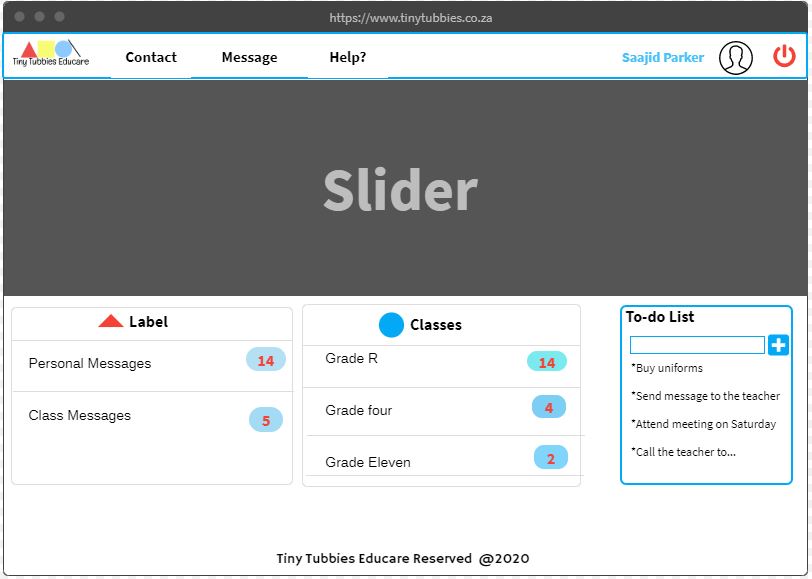 https://www.tinytubbies.co.za
Tiny Tubbies Educare
Contact
Message
Help?
Saajid Parker
Slider
Label
Personal Messages
14
Class Messages
5
Classes
Grade R
14
Grade four
4
Grade Eleven
2
To-do List
*Buy uniforms
*Send message to the teacher
*Attend meeting on Saturday
*Call the teacher to...
Tiny Tubbies Educare Reserved @2020